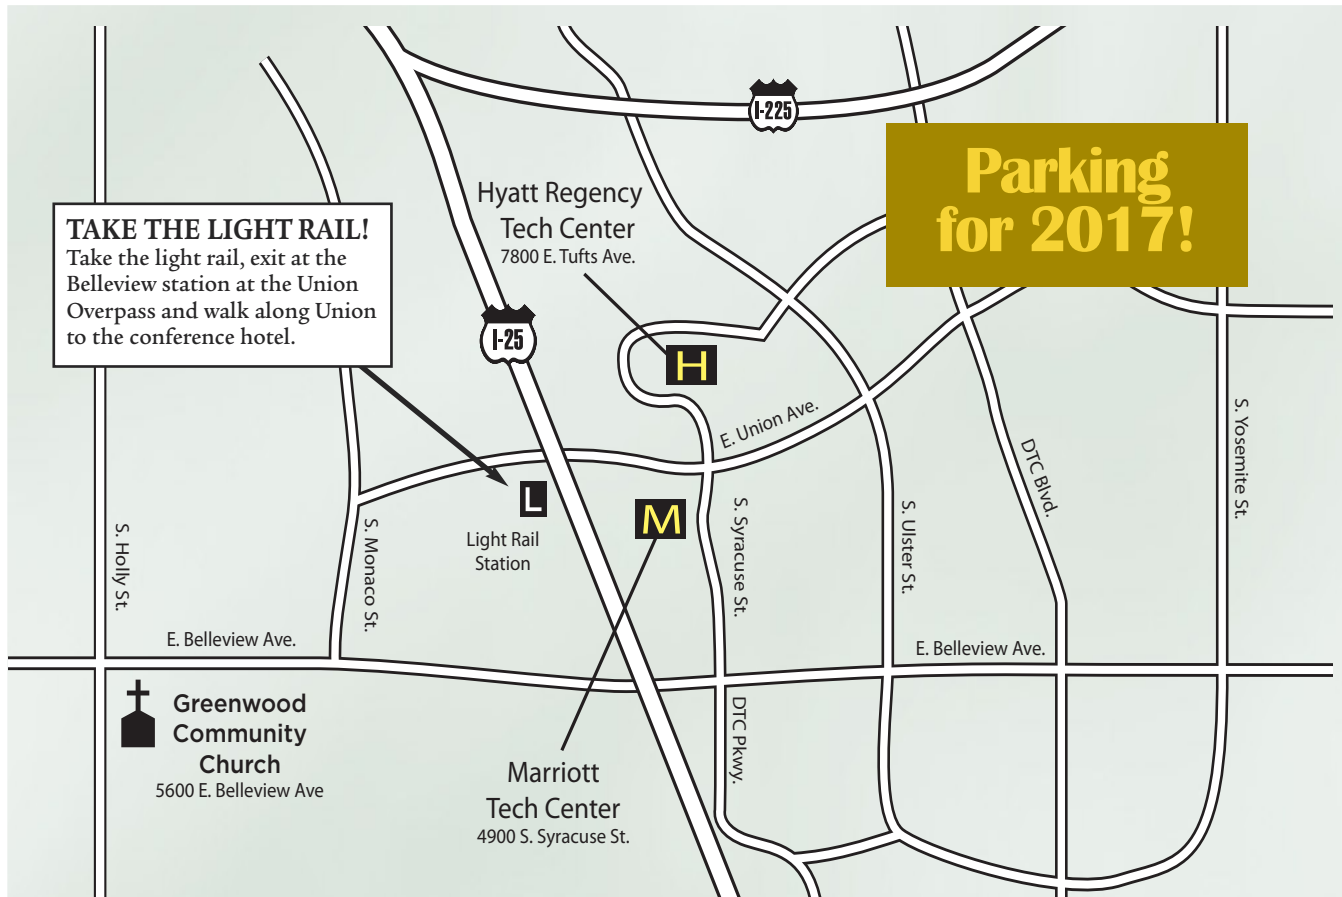 I-225
Parking
for 2017!
Hyatt Regency
Tech Center
7800 E. Tufts Ave.
TAKE THE LIGHT RAIL!
Take the light rail, exit at the
Belleview station at the Union
Overpass and walk along Union
to the conference hotel.
I-25
H
E. Union Ave.
S. Yosemite St.
DTC Blvd.
L
Light Rail
Station
M
S. Holly St.
S. Monaco St.
S. Syracuse St.
S. Ulster St.
E. Belleview Ave.
E. Belleview Ave.
Greenwood
Community
Church
5600 E. Belleview Ave
DTC Pkwy.
Marriott
Tech Center
4900 S. Syracuse St.